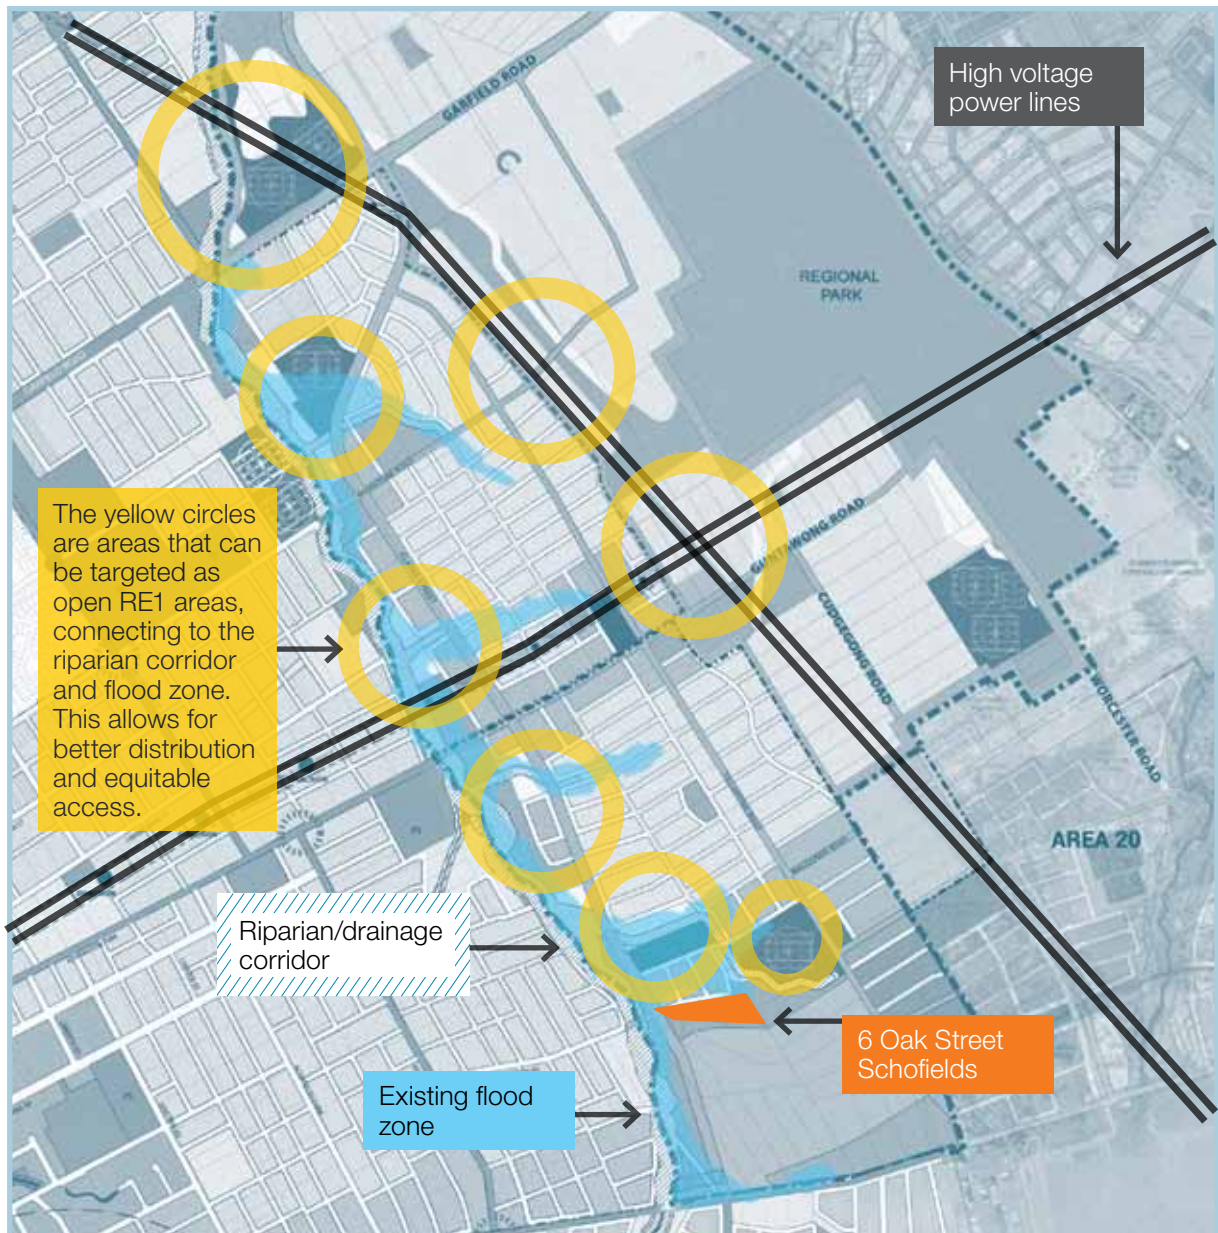 High voltage
power lines
GARFIELD ROAD
REGIONAL
PARK
The yellow circles
are areas that can
be targeted as
open RE1 areas,
connecting to the
riparian corridor
and flood zone.
This allows for
better distribution
and equitable
access.
GUNTAWONG ROAD
CUDGEGONG ROAD
WORCESTER ROAD
AREA 20
Riparian/drainage
corridor
6 Oak Street
Schofields
Existing flood
zone